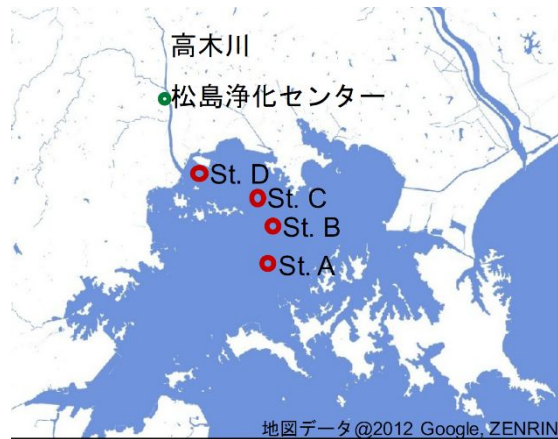 高木川
松島浄化センター
St. D
St. C
St. B
St. A
地図データ@2012 Google, ZENRIN